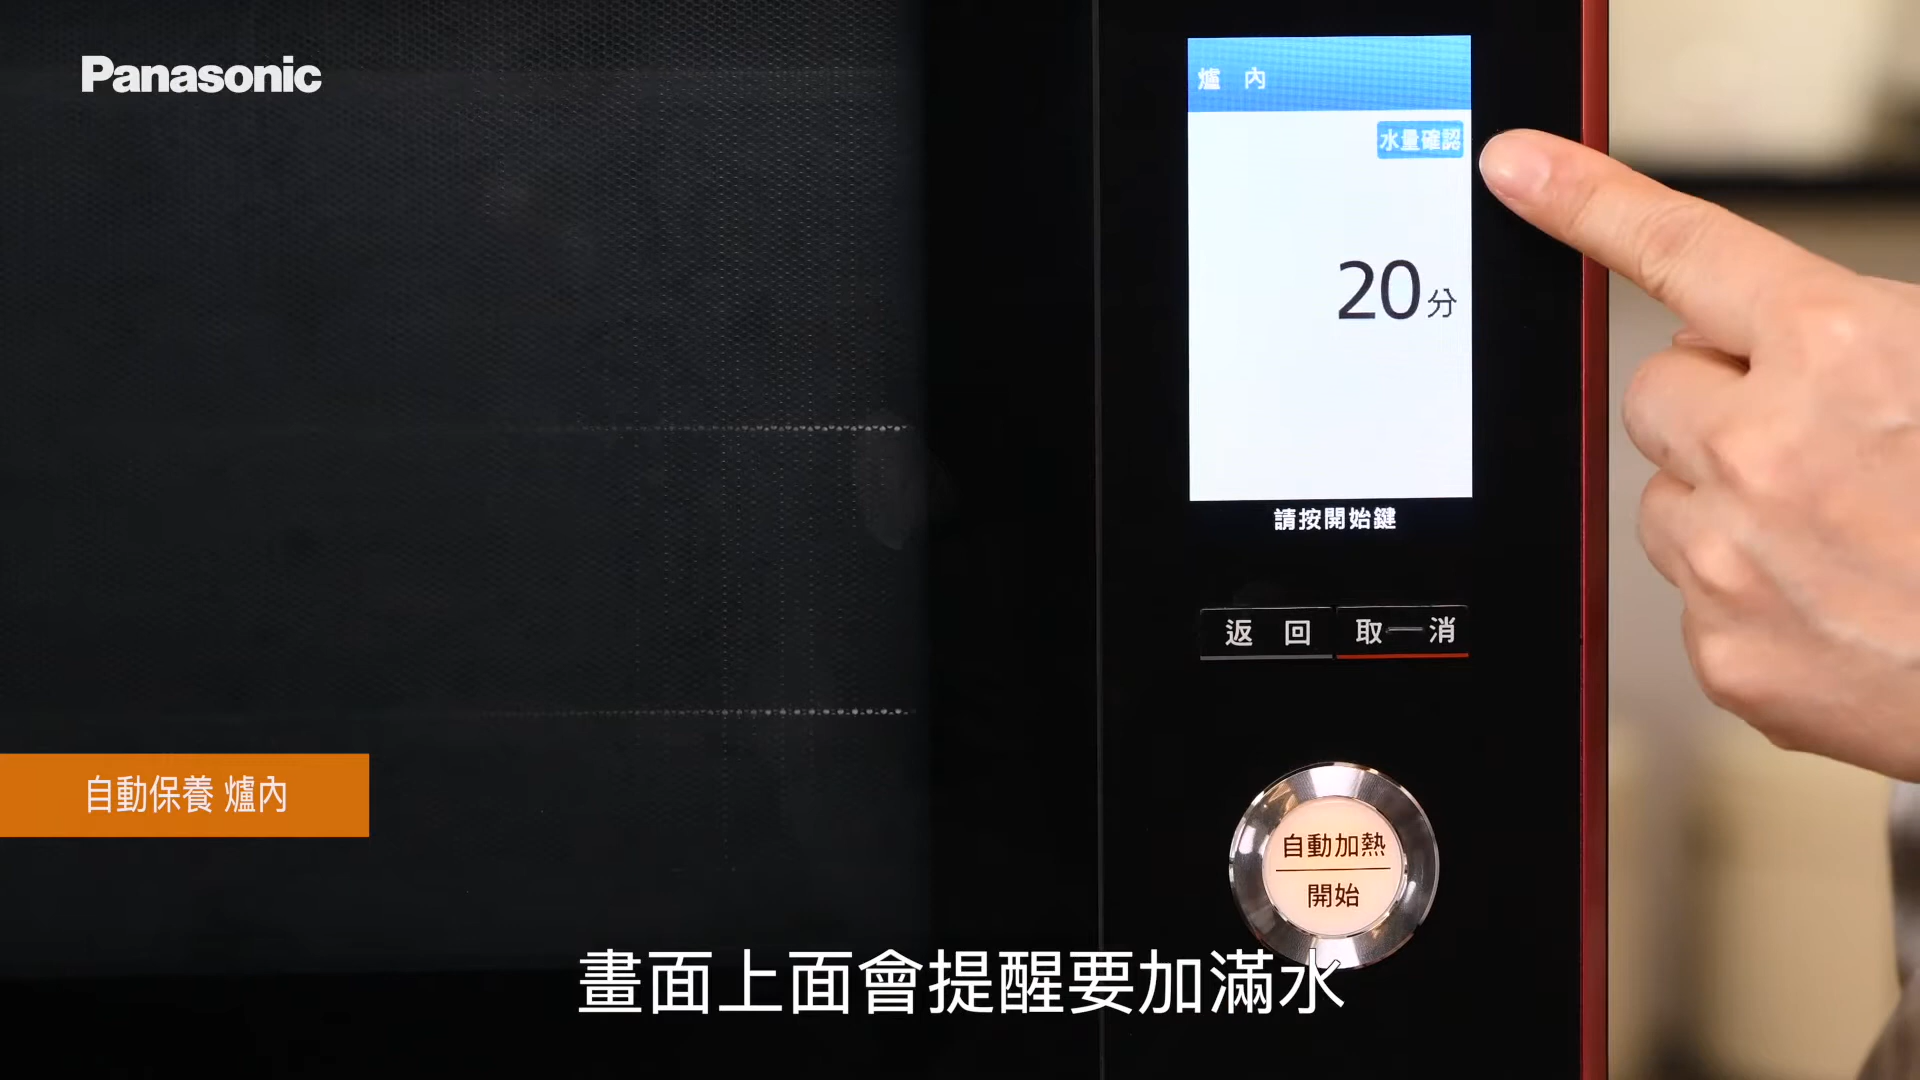 Panasonic
爐 內
水量確認
20分
請按開始鍵
返 回
取 消
自動保養 爐內
自動加熱
開始
畫面上面會提醒要加滿水